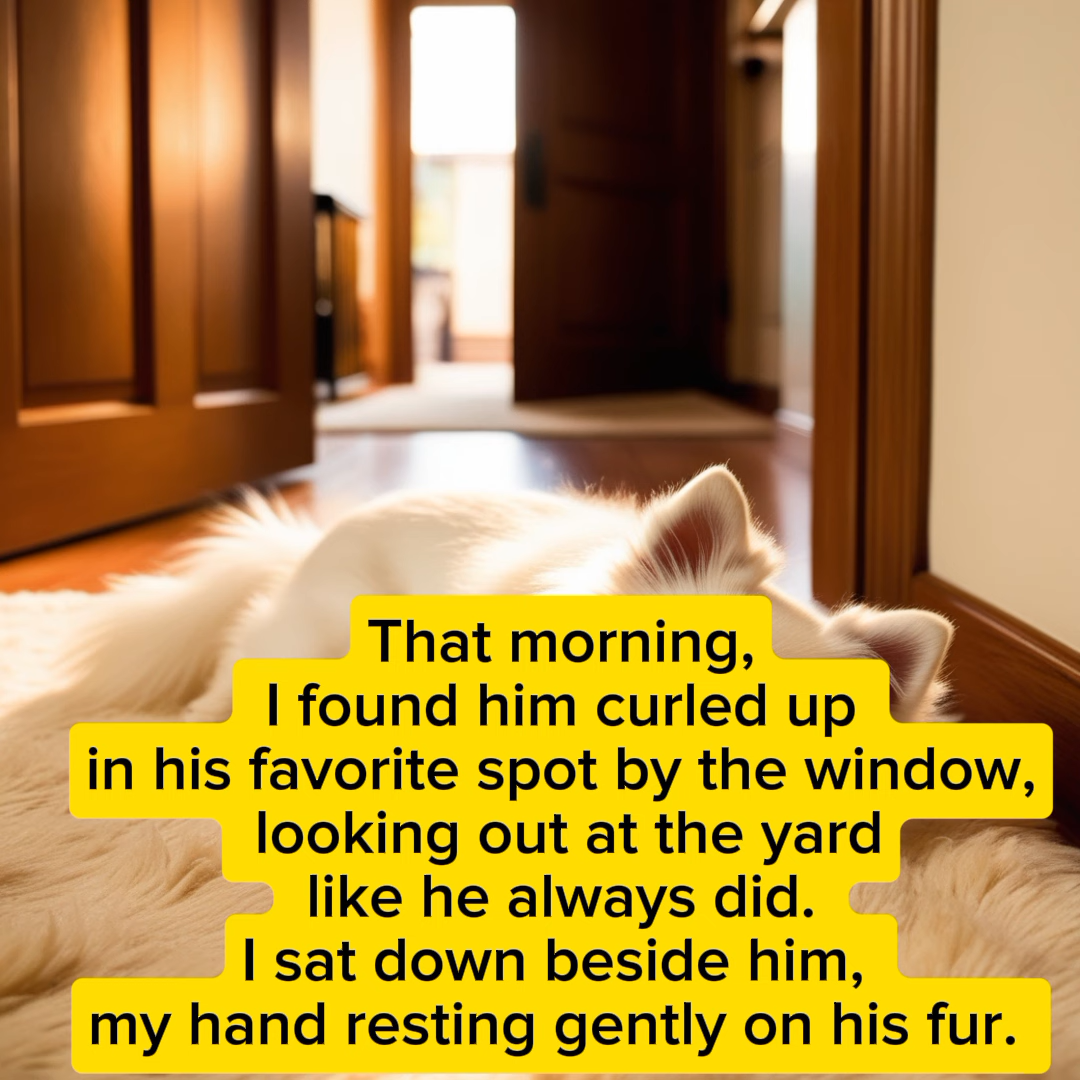 That morning,
I found him curled up
in his favorite spot by the window,
looking out at the yard
like he always did.
I sat down beside him,
my hand resting gently on his fur.